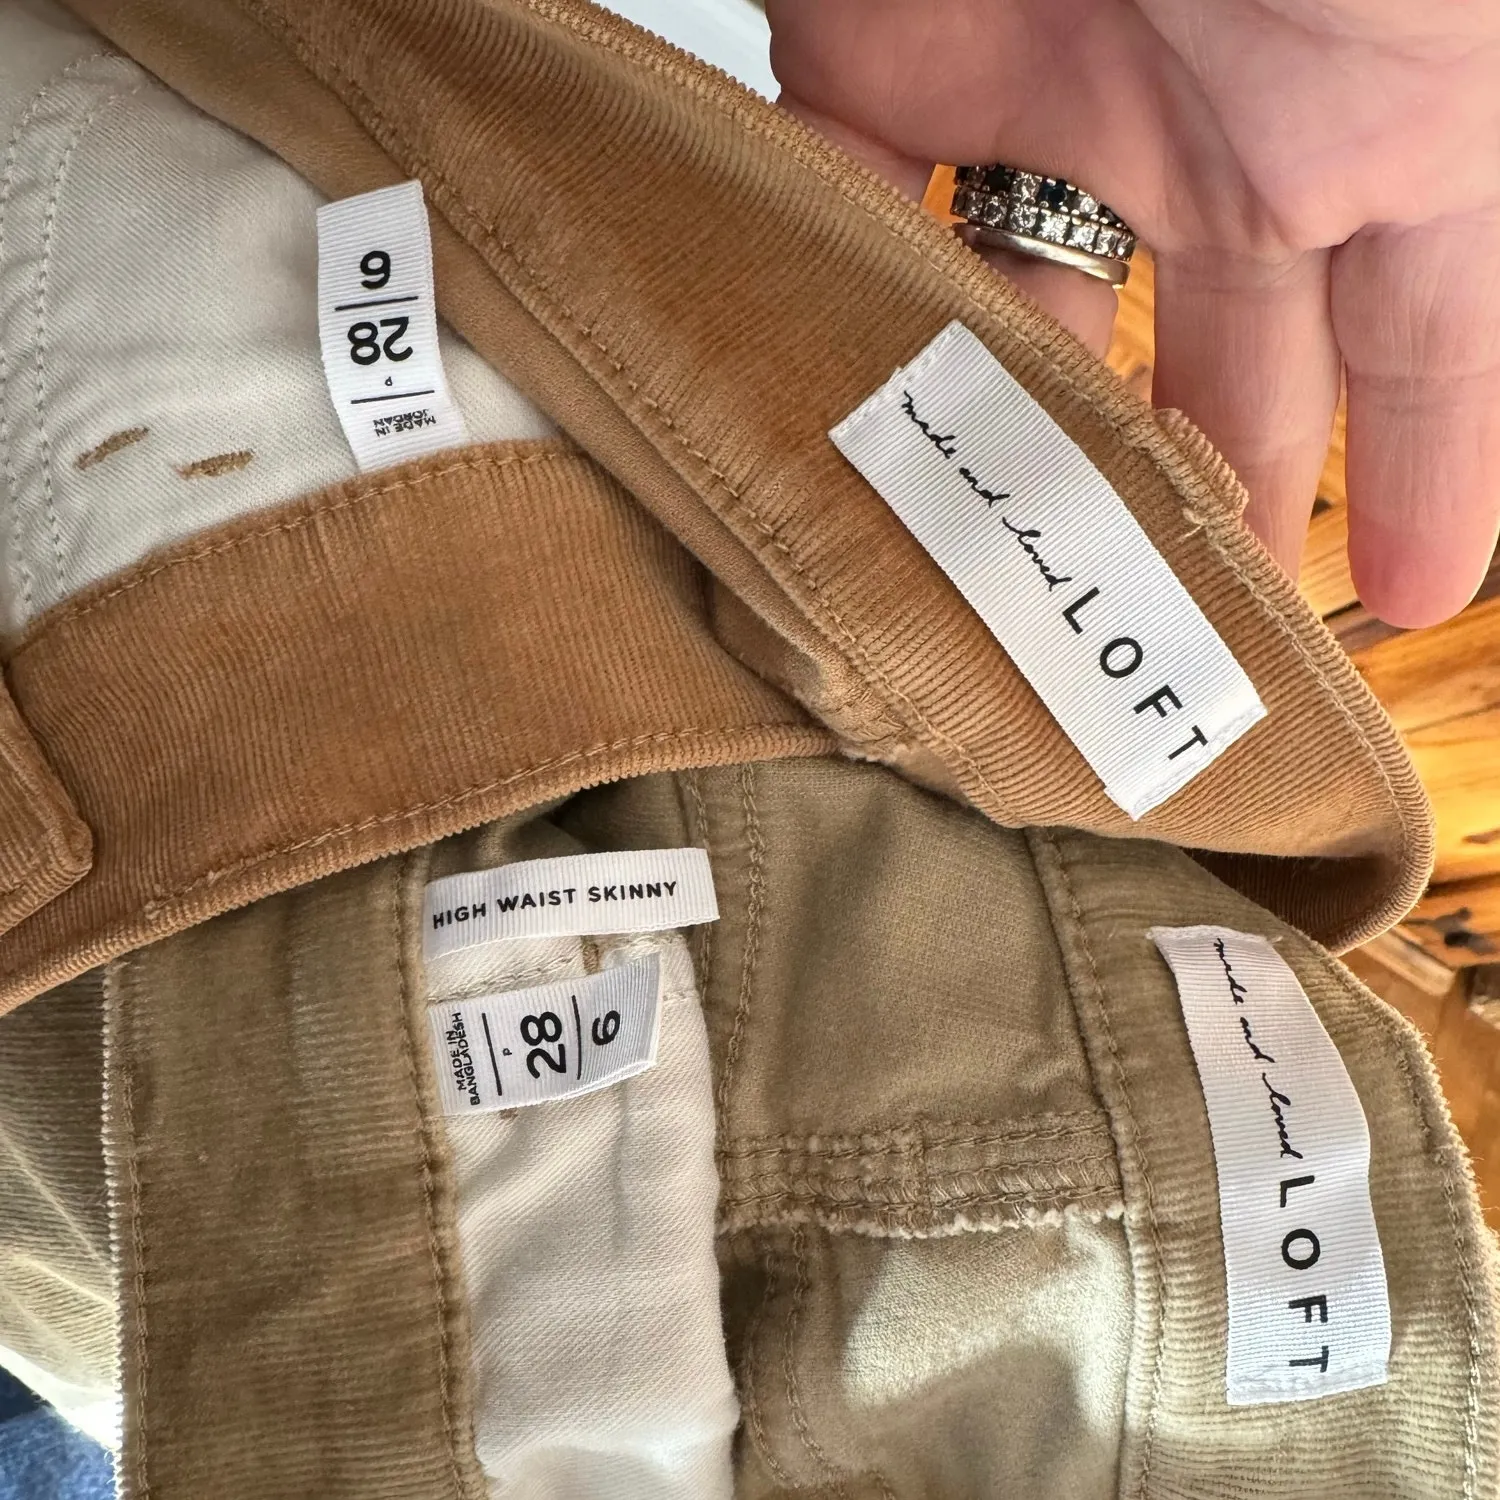 6
28
P
MADE IN
JORDAN
made and loved LOFT
HIGH WAIST SKINNY
6
28
P
MADE IN
BANGLADESH
made and loved LOFT